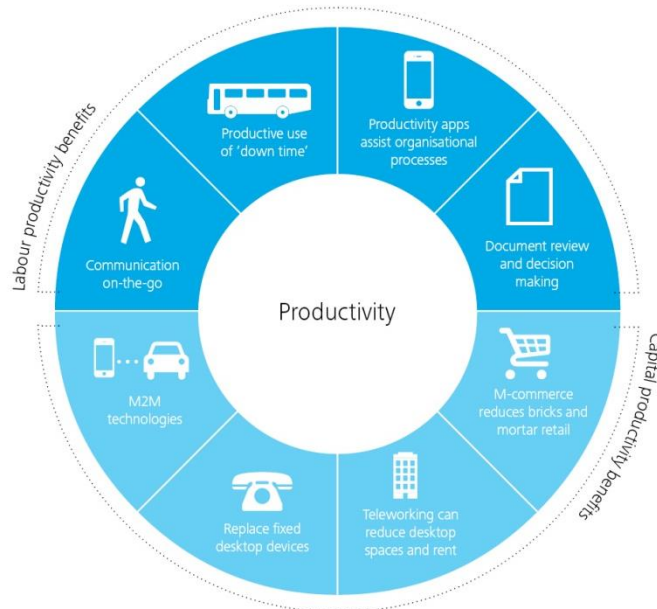 Labour productivity benefits
Productive use
of ‘down time’
Productivity apps
assist organisational
processes
Communication
on-the-go
Document review
and decision
making
Productivity
M2M
technologies
M-commerce
reduces bricks and
mortar retail
Replace fixed
desktop devices
Teleworking can
reduce desktop
spaces and rent
Capital productivity benefits